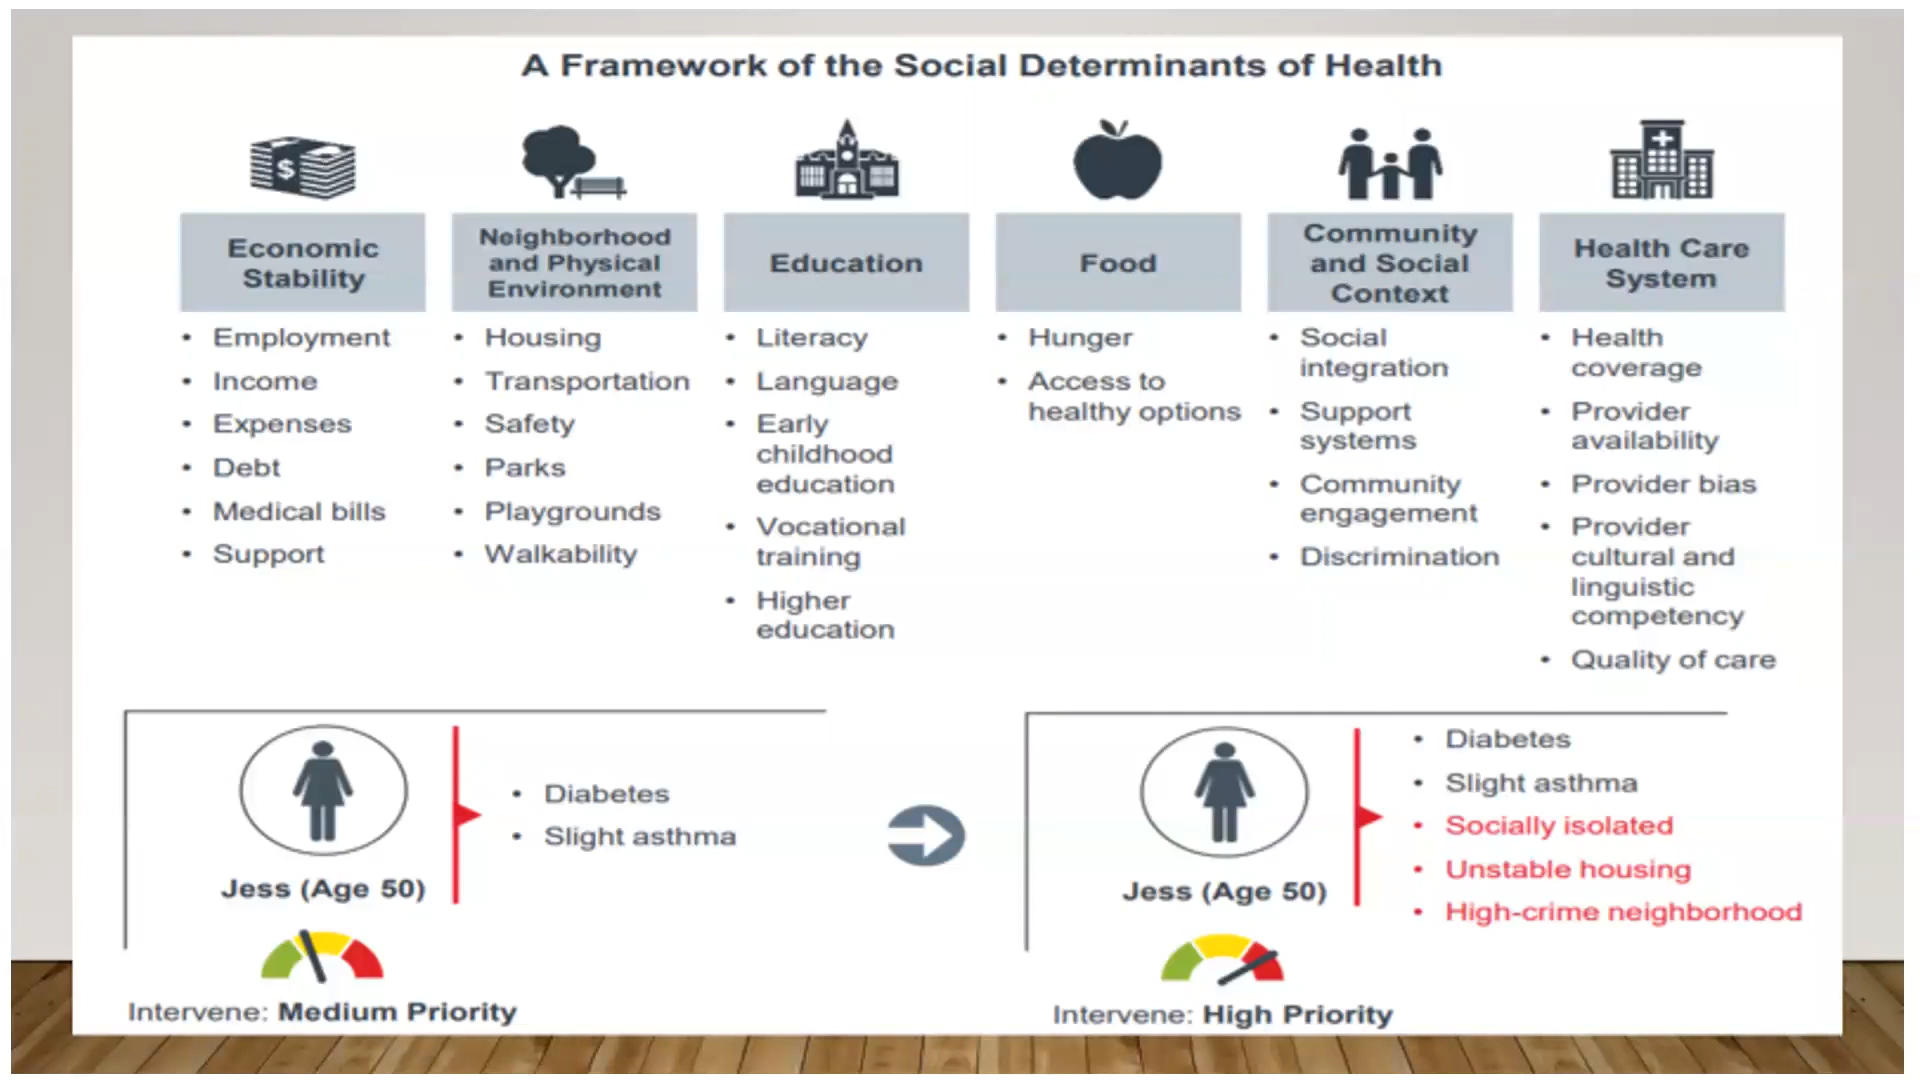 A Framework of the Social Determinants of Health
$
Economic
Stability
• Employment
• Income
• Expenses
• Debt
• Medical bills
• Support
Neighborhood
and Physical
Environment
• Housing
• Transportation
• Safety
• Parks
• Playgrounds
• Walkability
Education
• Literacy
• Language
• Early
childhood
education
• Vocational
training
• Higher
education
Food
• Hunger
• Access to
healthy options
Community
and Social
Context
• Social
integration
• Support
systems
• Community
engagement
• Discrimination
Health Care
System
• Health
coverage
• Provider
availability
• Provider bias
• Provider
cultural and
linguistic
competency
• Quality of care
Jess (Age 50)
• Diabetes
• Slight asthma
Intervene: Medium Priority
Jess (Age 50)
• Diabetes
• Slight asthma
• Socially isolated
• Unstable housing
• High-crime neighborhood
Intervene: High Priority